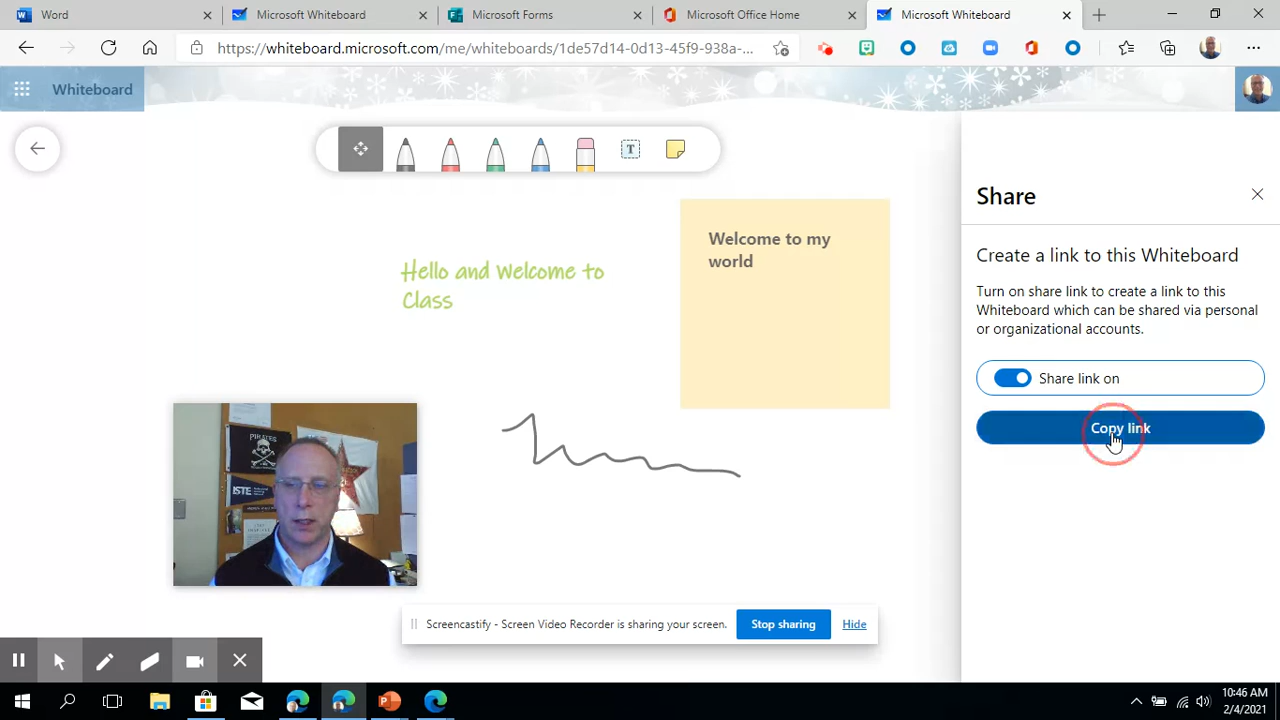 Word
Microsoft Whiteboard
Microsoft Forms
Microsoft Office Home
Microsoft Whiteboard
https://whiteboard.microsoft.com/me/whiteboards/1de57d14-0d13-45f9-938a-...
Whiteboard
T
Share
Create a link to this Whiteboard
Turn on share link to create a link to this
Whiteboard which can be shared via personal
or organizational accounts.
Share link on
Copy link
Welcome to my
world
Hello and Welcome to
Class
PIRATES
ISTE
Screencastify - Screen Video Recorder is sharing your screen.
Stop sharing
Hide
10:46 AM
2/4/2021